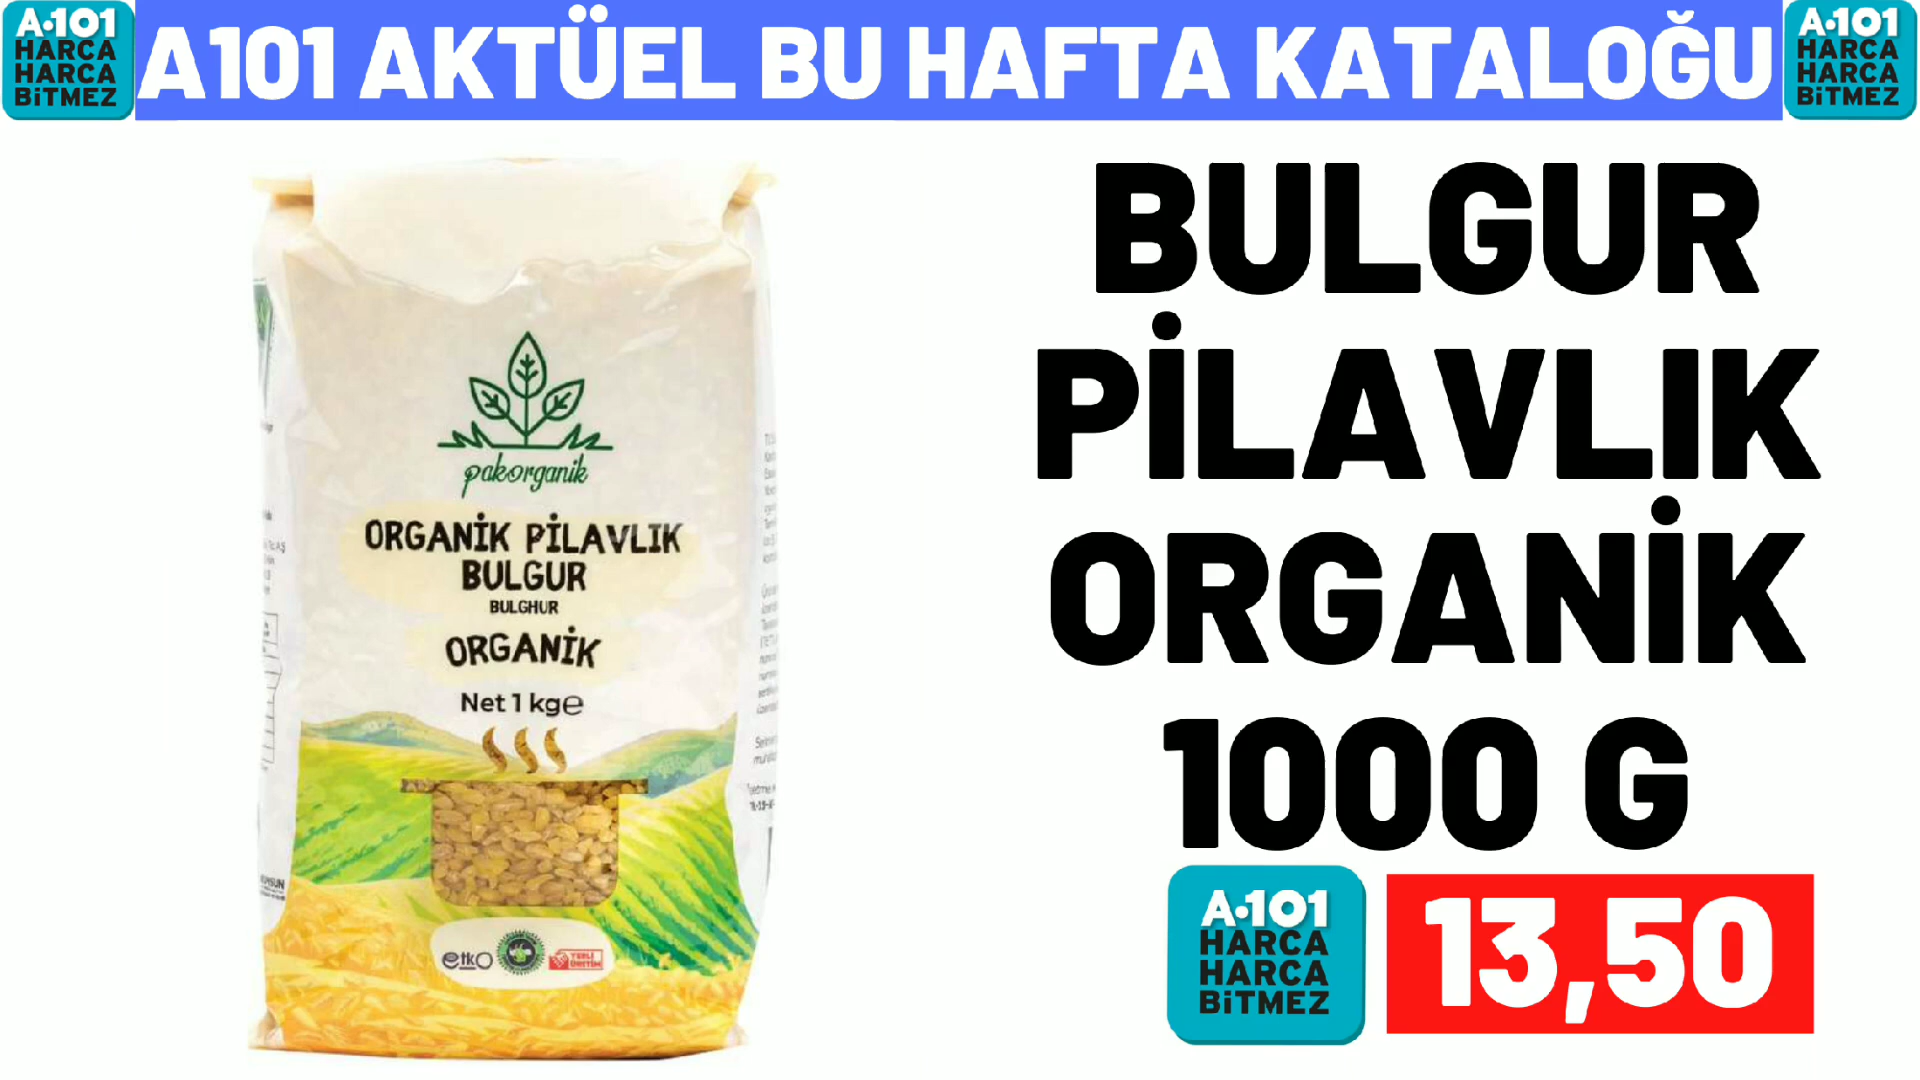 A101
HARCA
HARCA
BİTMEZ
A101 AKTÜEL BU HAFTA KATALOĞU
A101
HARCA
HARCA
BİTMEZ
BULGUR
PİLAVLIK
ORGANİK
1000 G
A101
HARCA
HARCA
BİTMEZ
13,50
pakorganik
ORGANİK PİLAVLIK
BULGUR
BULGHUR
ORGANİK
Net 1 kg℮
etko
YERLİ
ÜRETİM